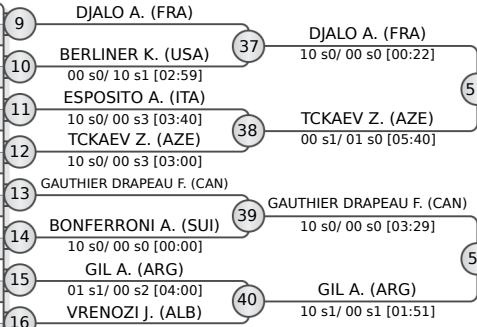 9
DJALO A. (FRA)
10
BERLINER K. (USA)
00 s0/ 10 s1 [02:59]
37
DJALO A. (FRA)
10 s0/ 00 s0 [00:22]
11
ESPOSITO A. (ITA)
10 s0/ 00 s3 [03:40]
12
TCKAEV Z. (AZE)
10 s0/ 00 s3 [03:00]
38
TCKAEV Z. (AZE)
00 s1/ 01 s0 [05:40]
13
GAUTHIER DRAPEAU F. (CAN)
14
BONFERRONI A. (SUI)
10 s0/ 00 s0 [00:00]
39
GAUTHIER DRAPEAU F. (CAN)
10 s0/ 00 s0 [03:29]
15
GIL A. (ARG)
01 s1/ 00 s2 [04:00]
16
VRENOZI J. (ALB)
40
GIL A. (ARG)
10 s1/ 00 s1 [01:51]